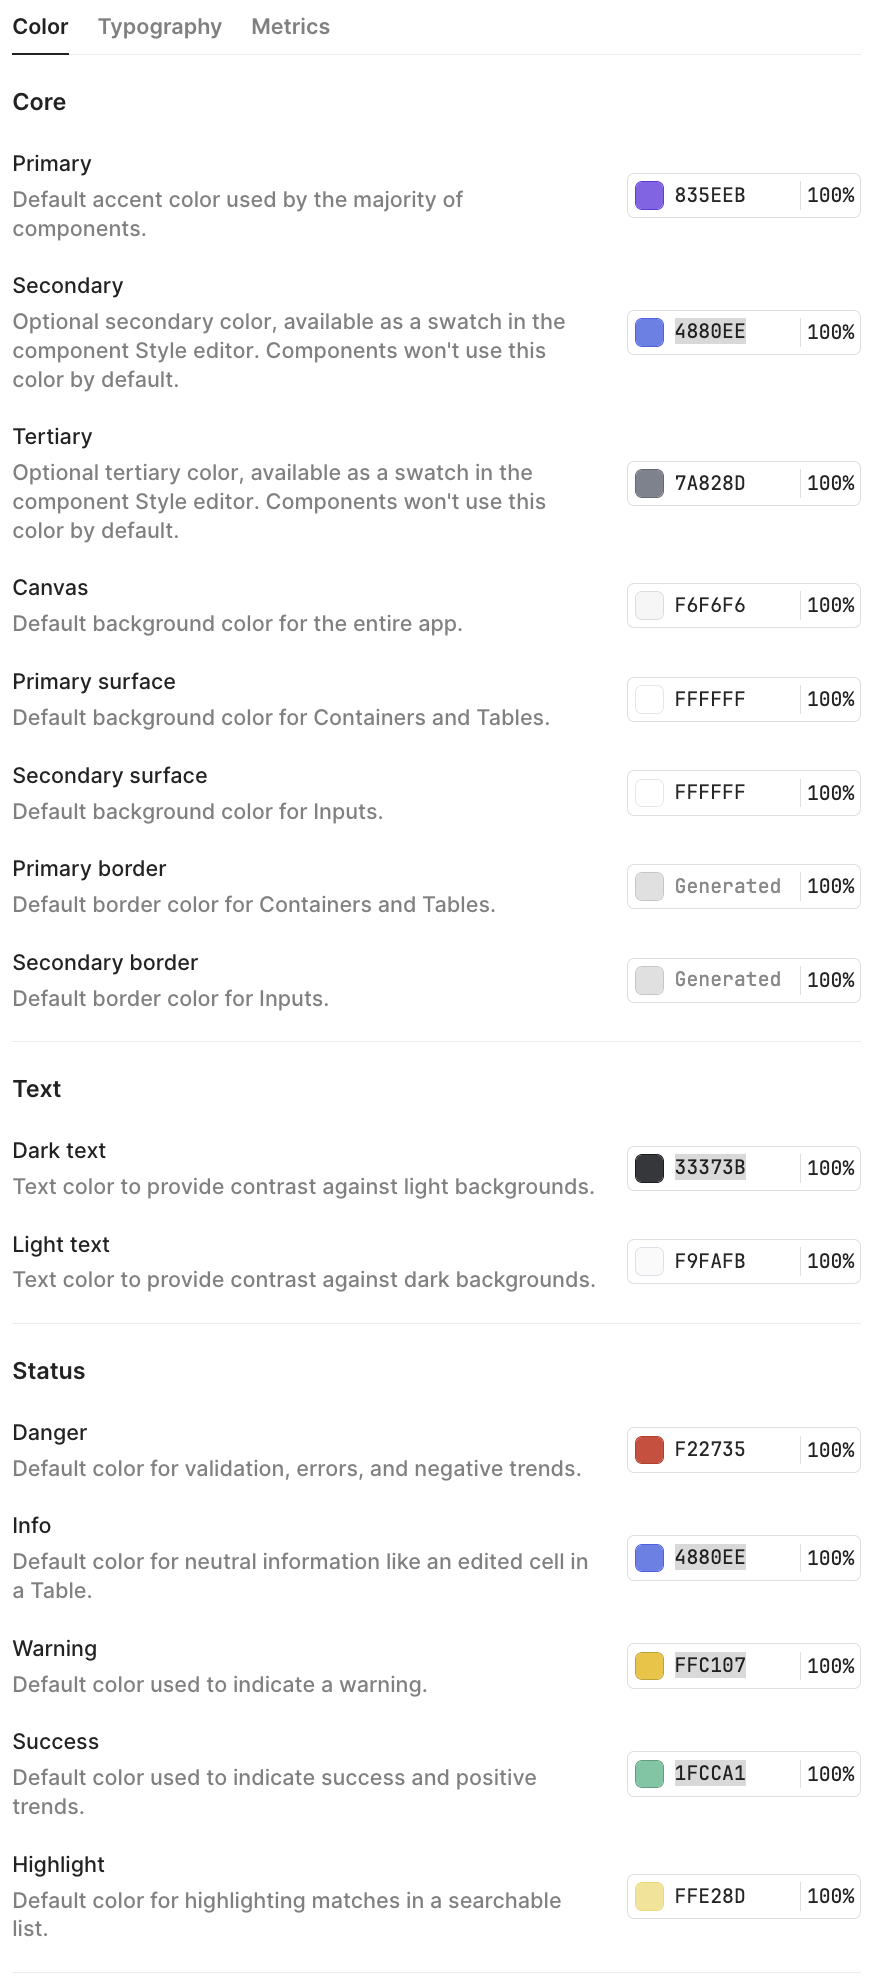 Color Typography Metrics
Core
Primary
Default accent color used by the majority of
components.
835EEB 100%
Secondary
Optional secondary color, available as a swatch in the
component Style editor. Components won't use this
color by default.
4880EE 100%
Tertiary
Optional tertiary color, available as a swatch in the
component Style editor. Components won't use this
color by default.
7A828D 100%
Canvas
Default background color for the entire app.
F6F6F6 100%
Primary surface
Default background color for Containers and Tables.
FFFFFF 100%
Secondary surface
Default background color for Inputs.
FFFFFF 100%
Primary border
Default border color for Containers and Tables.
Generated 100%
Secondary border
Default border color for Inputs.
Generated 100%
Text
Dark text
Text color to provide contrast against light backgrounds.
33373B 100%
Light text
Text color to provide contrast against dark backgrounds.
F9FAFB 100%
Status
Danger
Default color for validation, errors, and negative trends.
F22735 100%
Info
Default color for neutral information like an edited cell in
a Table.
4880EE 100%
Warning
Default color used to indicate a warning.
FFC107 100%
Success
Default color used to indicate success and positive
trends.
1FCCA1 100%
Highlight
Default color for highlighting matches in a searchable
list.
FFE28D 100%